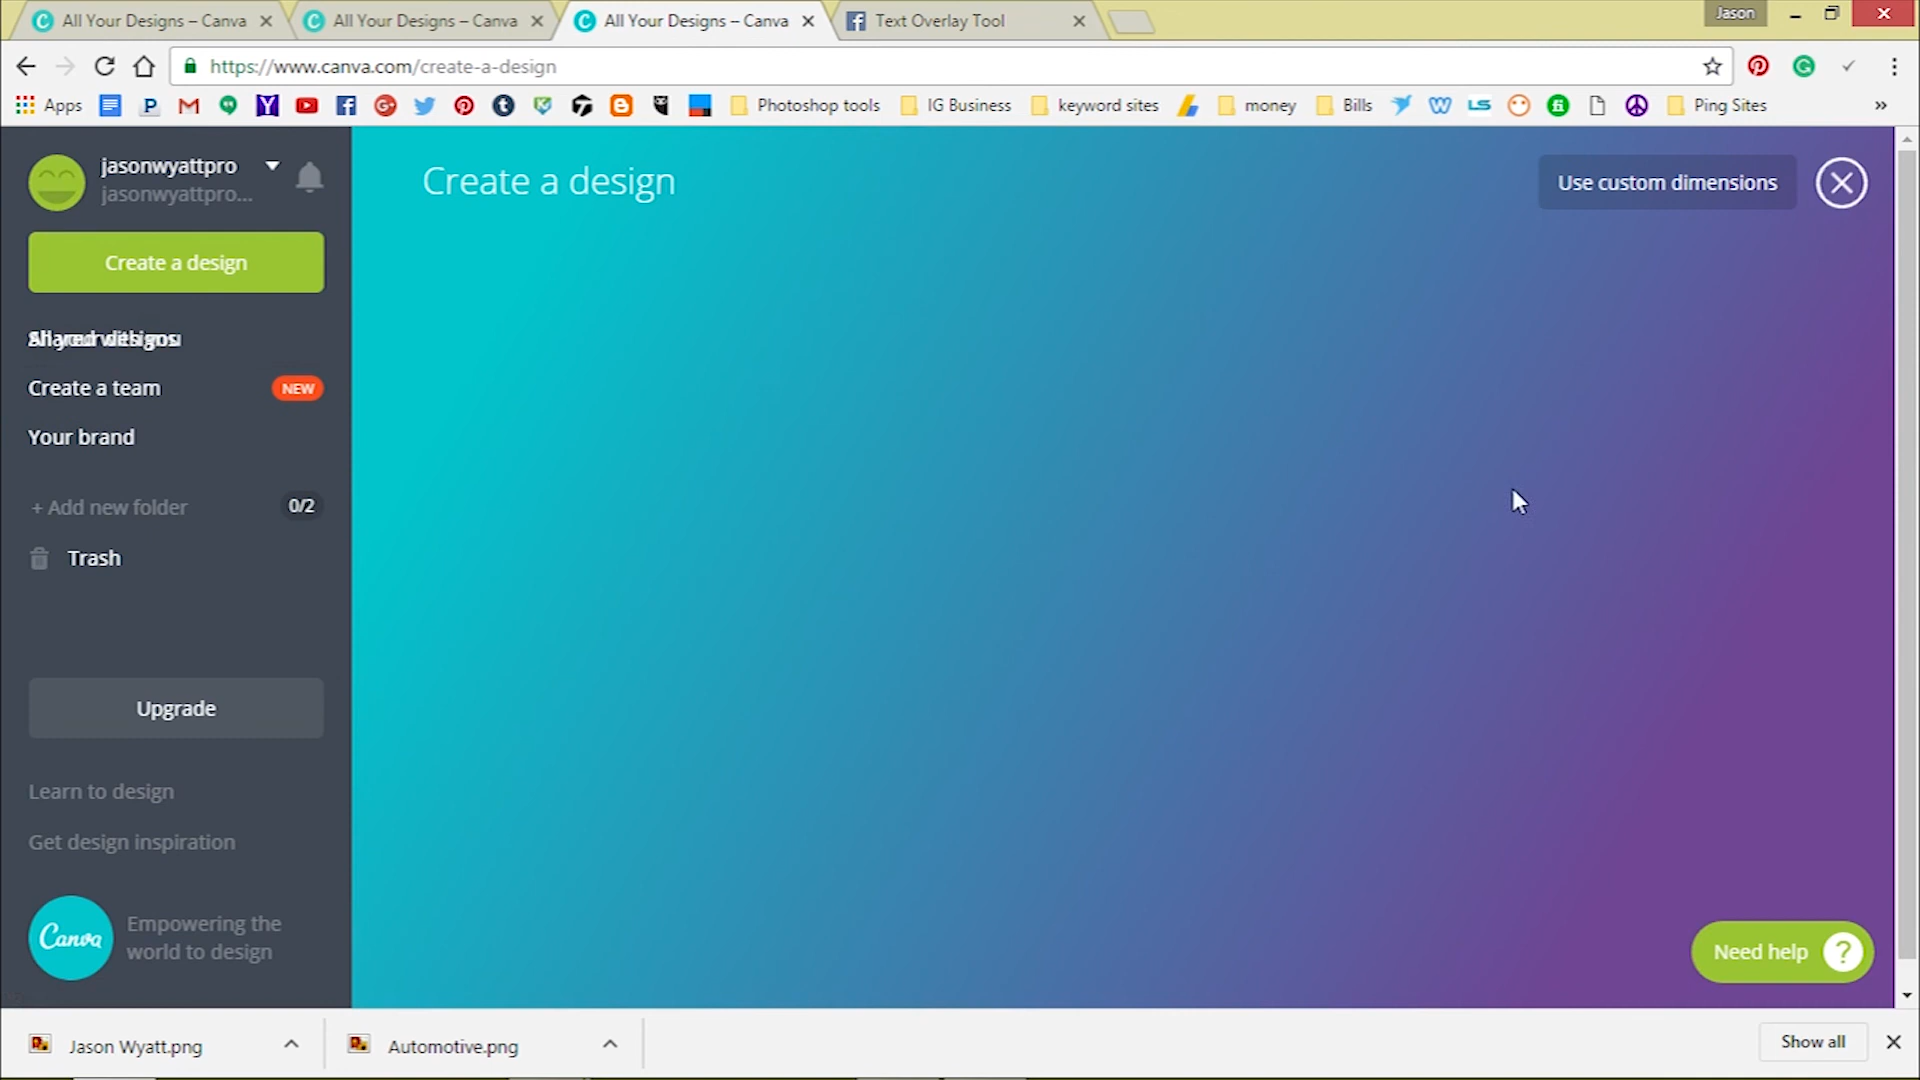 All Your Designs – Canva
All Your Designs – Canva
All Your Designs – Canva
Text Overlay Tool
Jason
https://www.canva.com/create-a-design
Apps
Photoshop tools
IG Business
keyword sites
money
Bills
Ping Sites
jasonwyattpro
jasonwyattpro...
Create a design
Use custom dimensions
Create a design
Create a team
NEW
Your brand
+ Add new folder
0/2
Trash
Upgrade
Learn to design
Get design inspiration
Canva
Empowering the
world to design
Need help ?
Jason Wyatt.png
Automotive.png
Show all